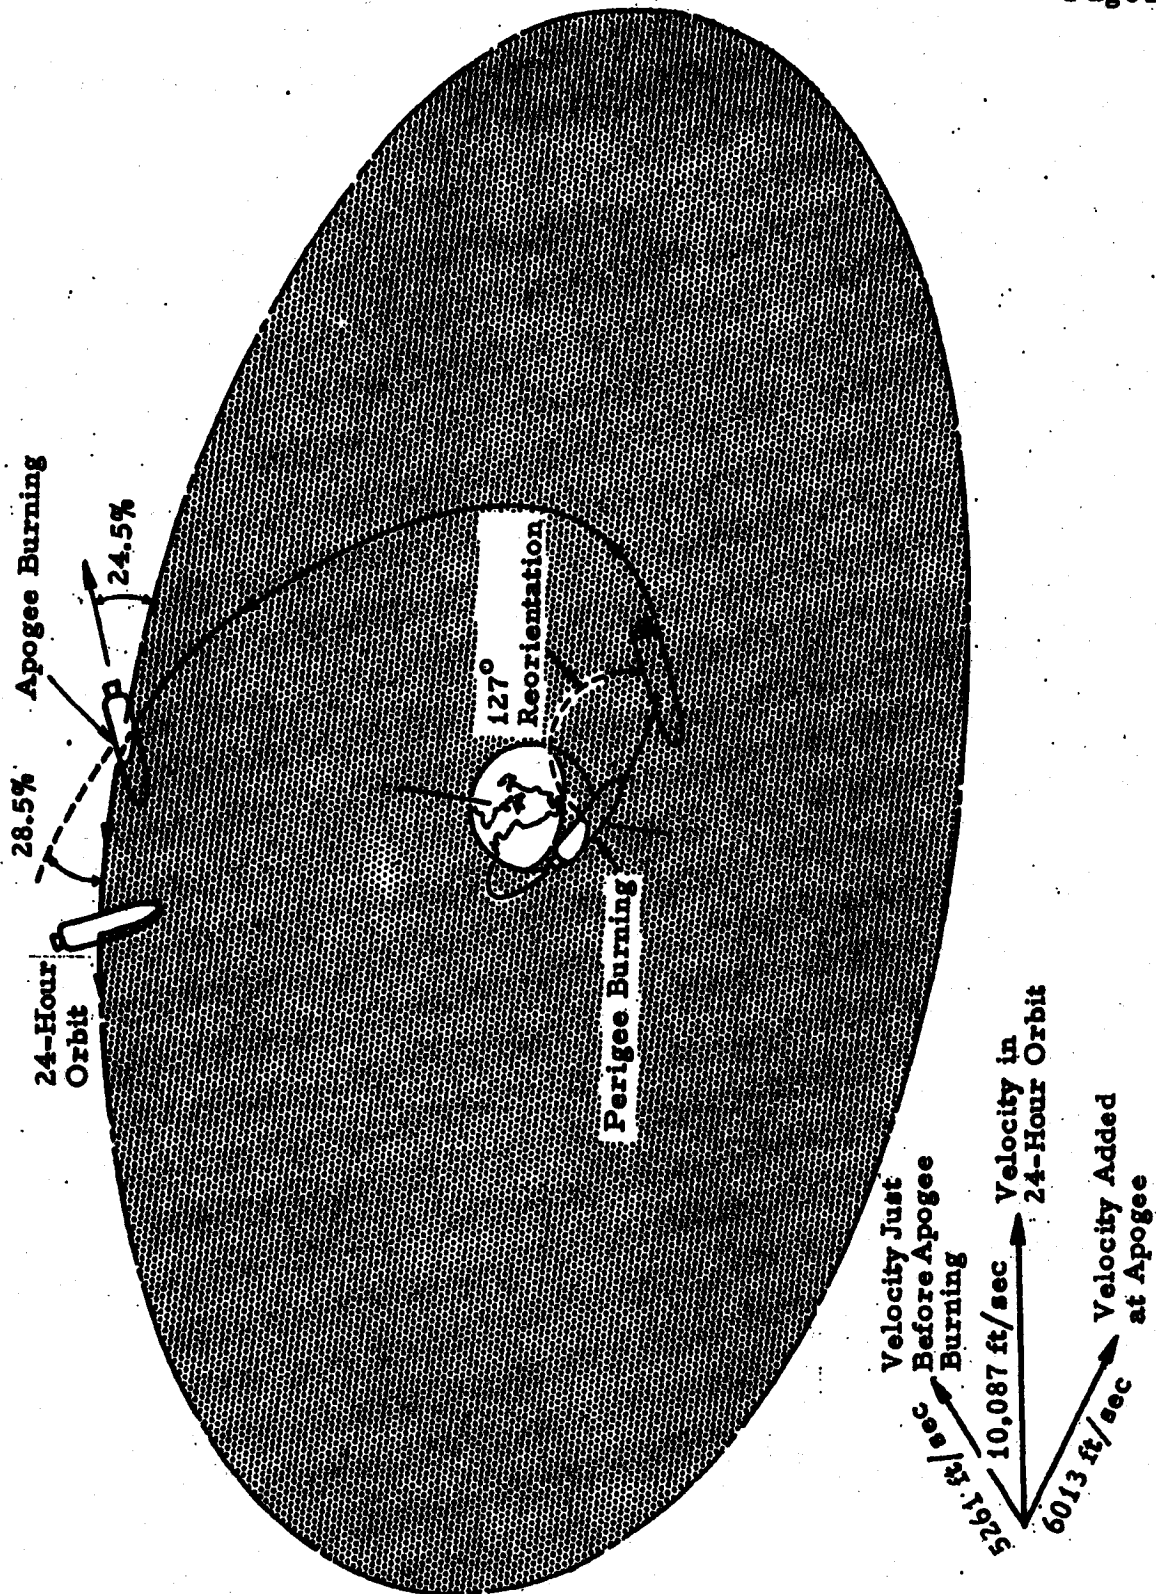 28.5%
Apogee Burning
24.5%
24-Hour
Orbit
127°
Reorientation
Perigee Burning
Velocity Just
Before Apogee
Burning
5261 ft/sec
10,087 ft/sec
Velocity in
24-Hour Orbit
6013 ft/sec
Velocity Added
at Apogee